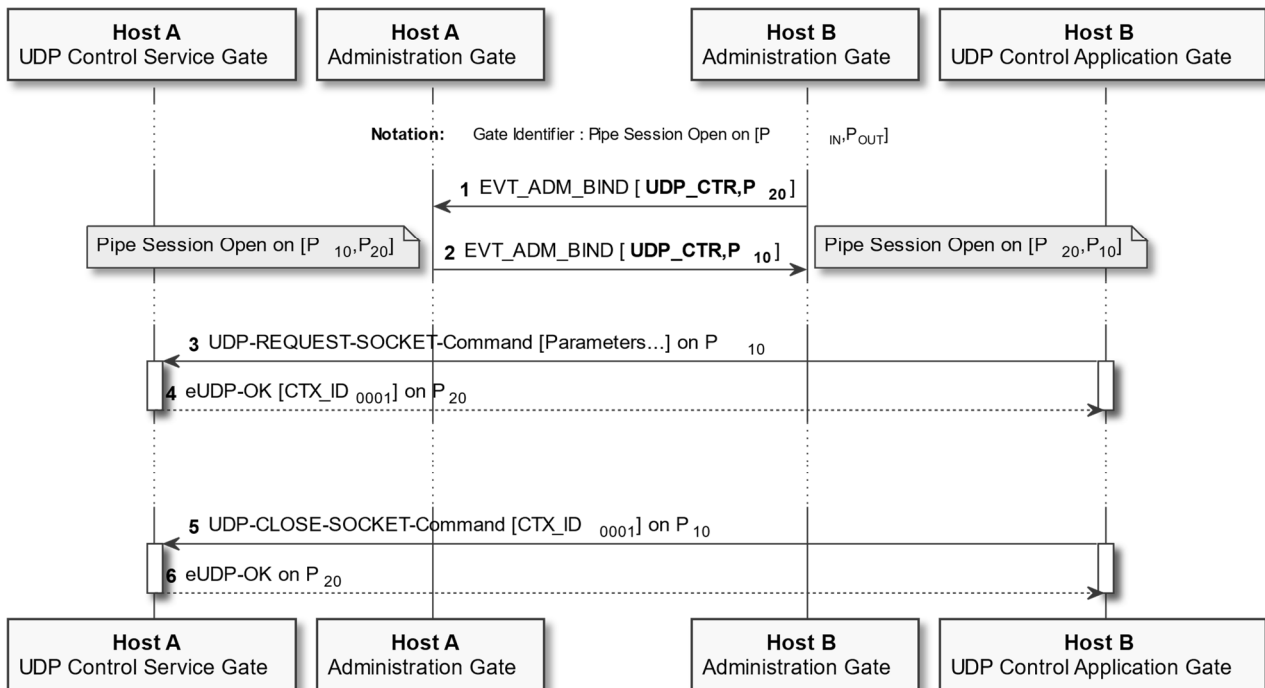 Host A
UDP Control Service Gate
Host A
Administration Gate
Host B
Administration Gate
Host B
UDP Control Application Gate
Notation: Gate Identifier : Pipe Session Open on [P IN,POUT]
1 EVT_ADM_BIND [ UDP_CTR,P 20]
Pipe Session Open on [P 10,P20]
2 EVT_ADM_BIND [ UDP_CTR,P 10]
Pipe Session Open on [P 20,P10]
3 UDP-REQUEST-SOCKET-Command [Parameters...] on P 10
4 eUDP-OK [CTX_ID 0001] on P20
5 UDP-CLOSE-SOCKET-Command [CTX_ID 0001] on P10
6 eUDP-OK on P 20
Host A
UDP Control Service Gate
Host A
Administration Gate
Host B
Administration Gate
Host B
UDP Control Application Gate